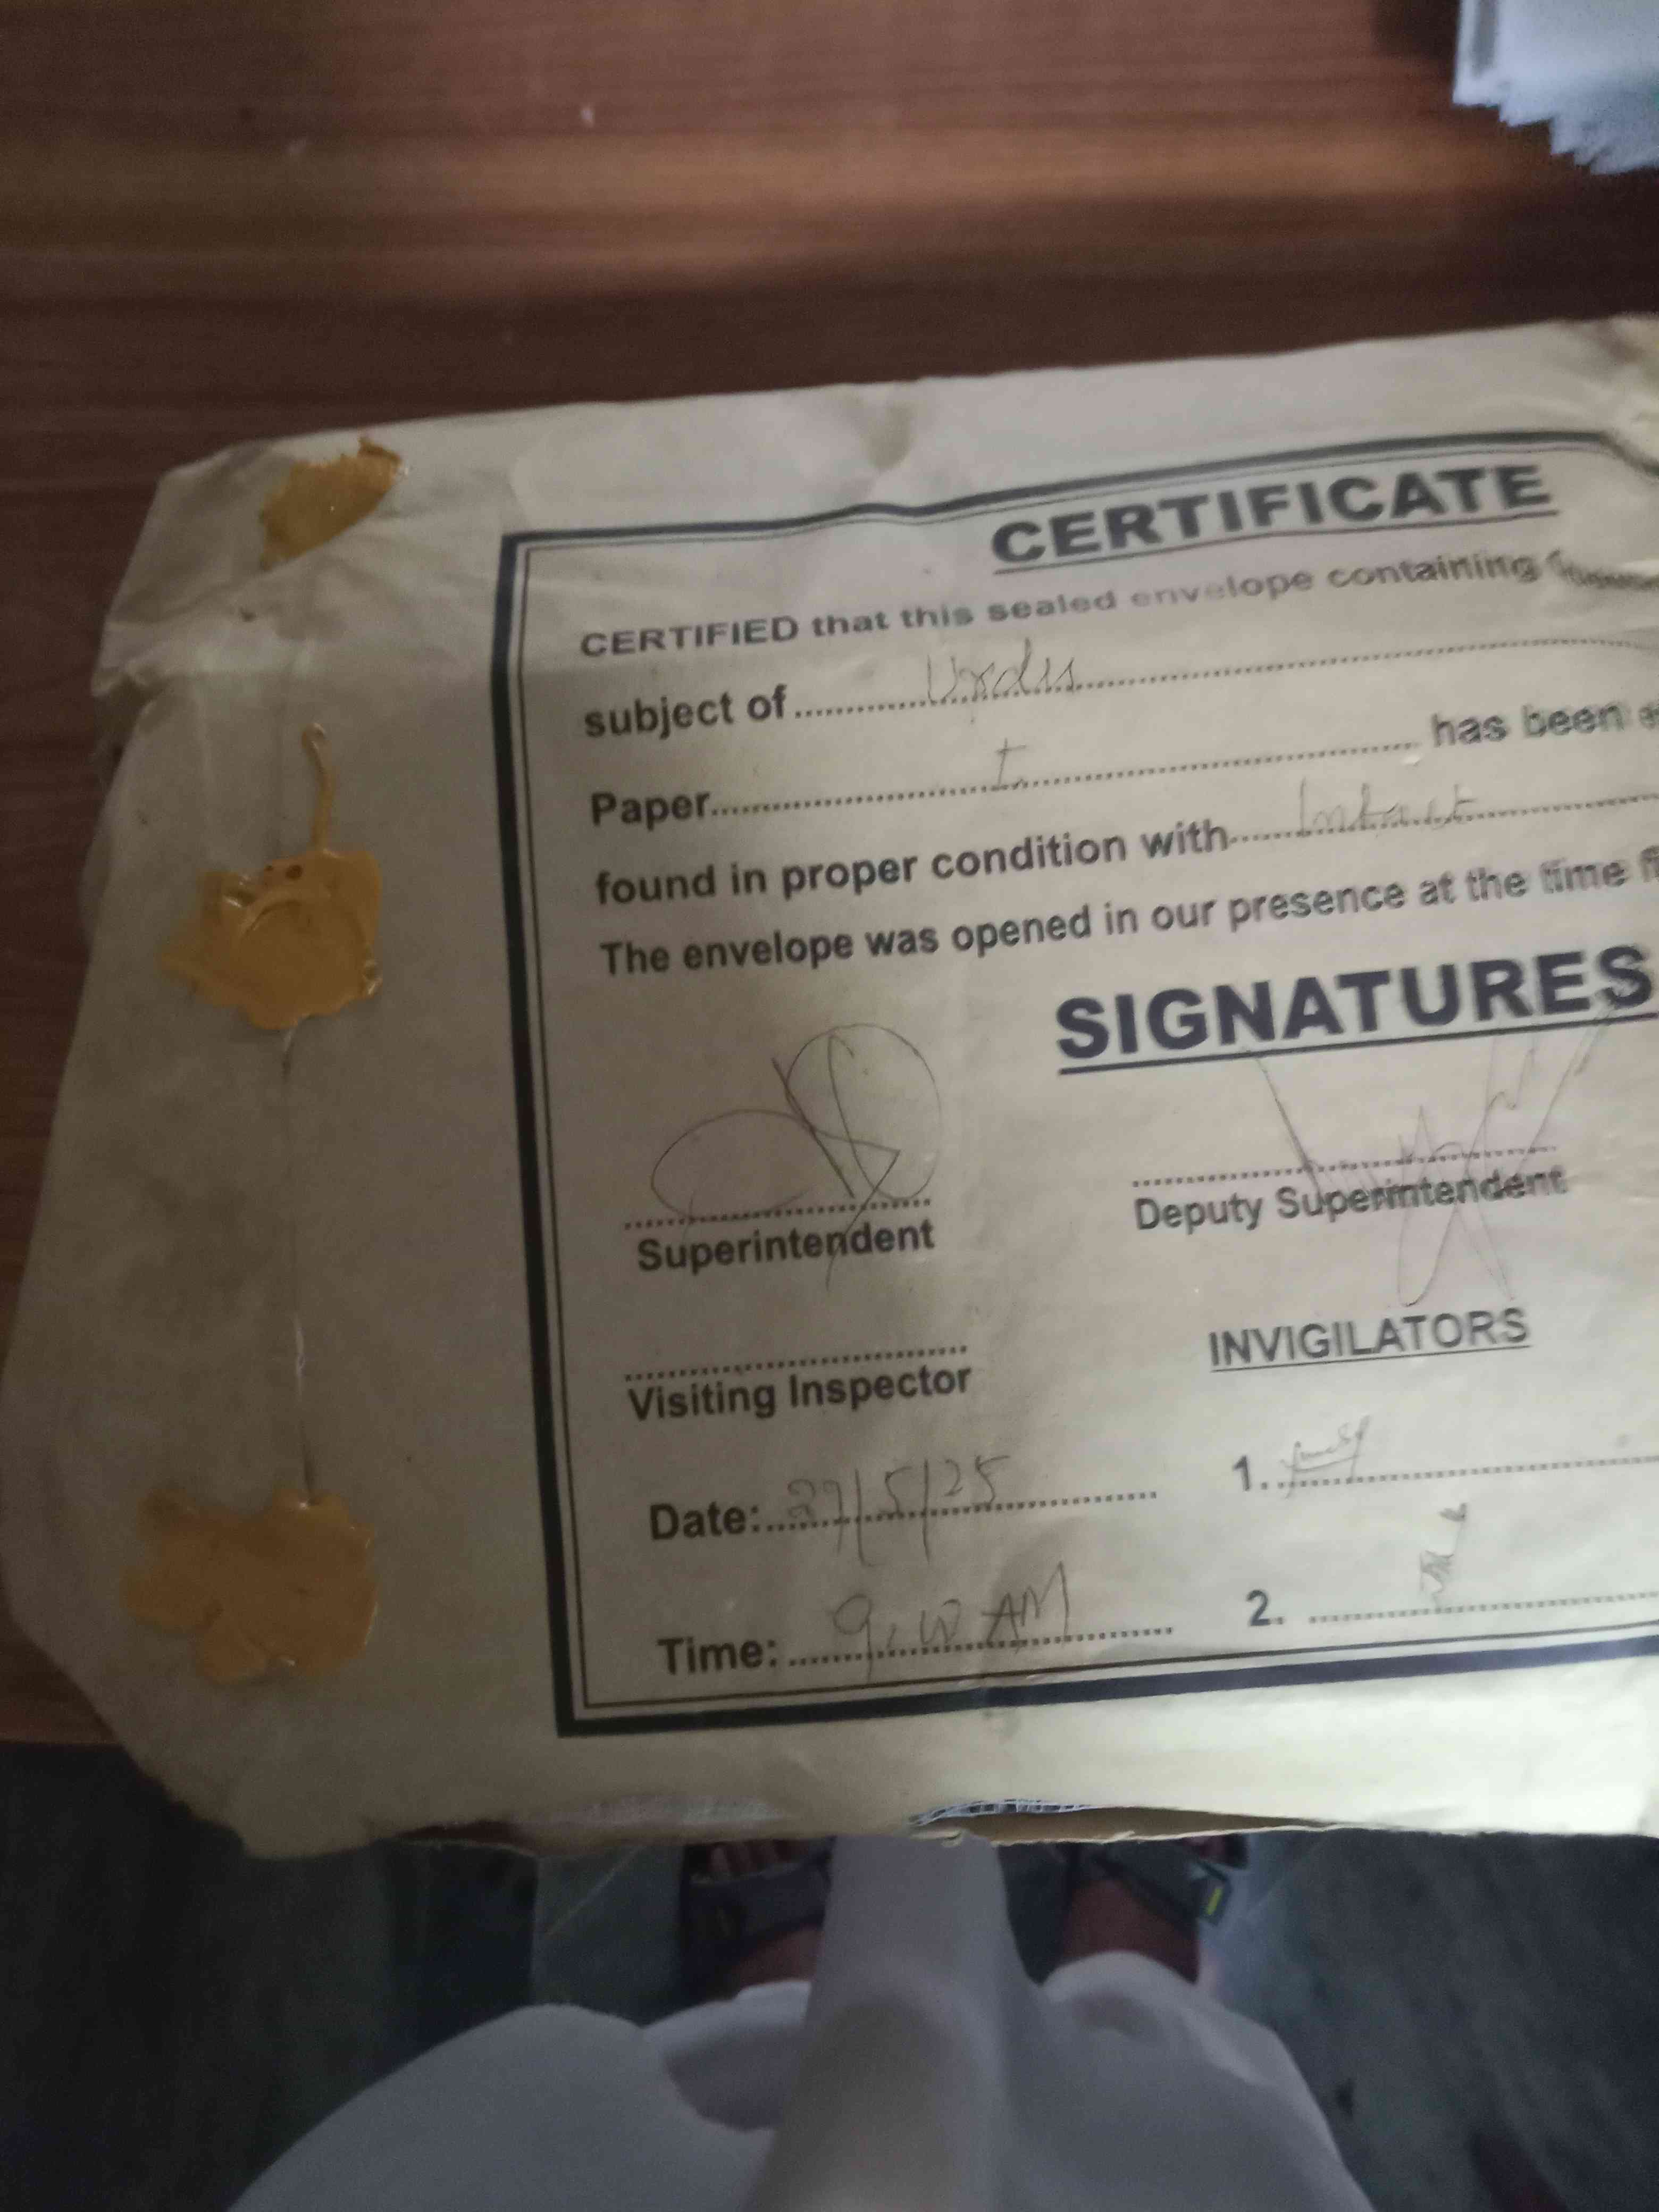 CERTIFICATE
CERTIFIED that this sealed envelope containing
subject of .......... Urdu ..........
Paper .......... I .......... has been
found in proper condition with .......... Intact ..........
The envelope was opened in our presence at the time
SIGNATURES
Superintendent
Deputy Superintendent
Visiting Inspector
INVIGILATORS
Date: 29/5/25
1.
Time: 9.10 AM
2.